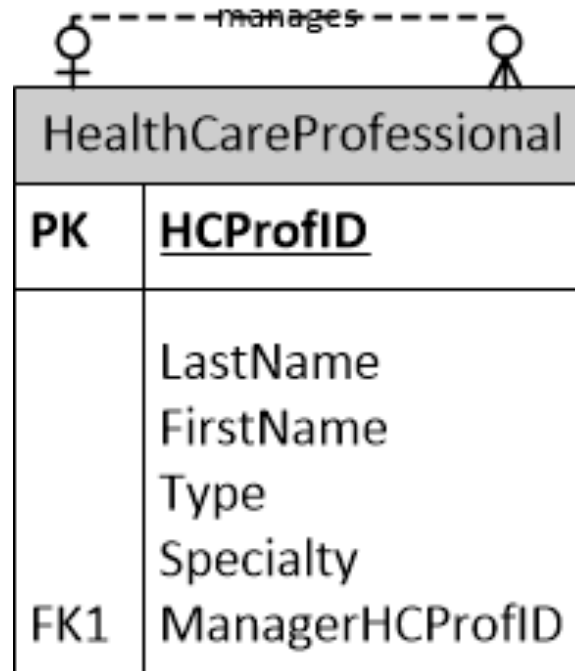 manages
HealthCareProfessional
PK HCProfID
LastName
FirstName
Type
Specialty
FK1 ManagerHCProfID